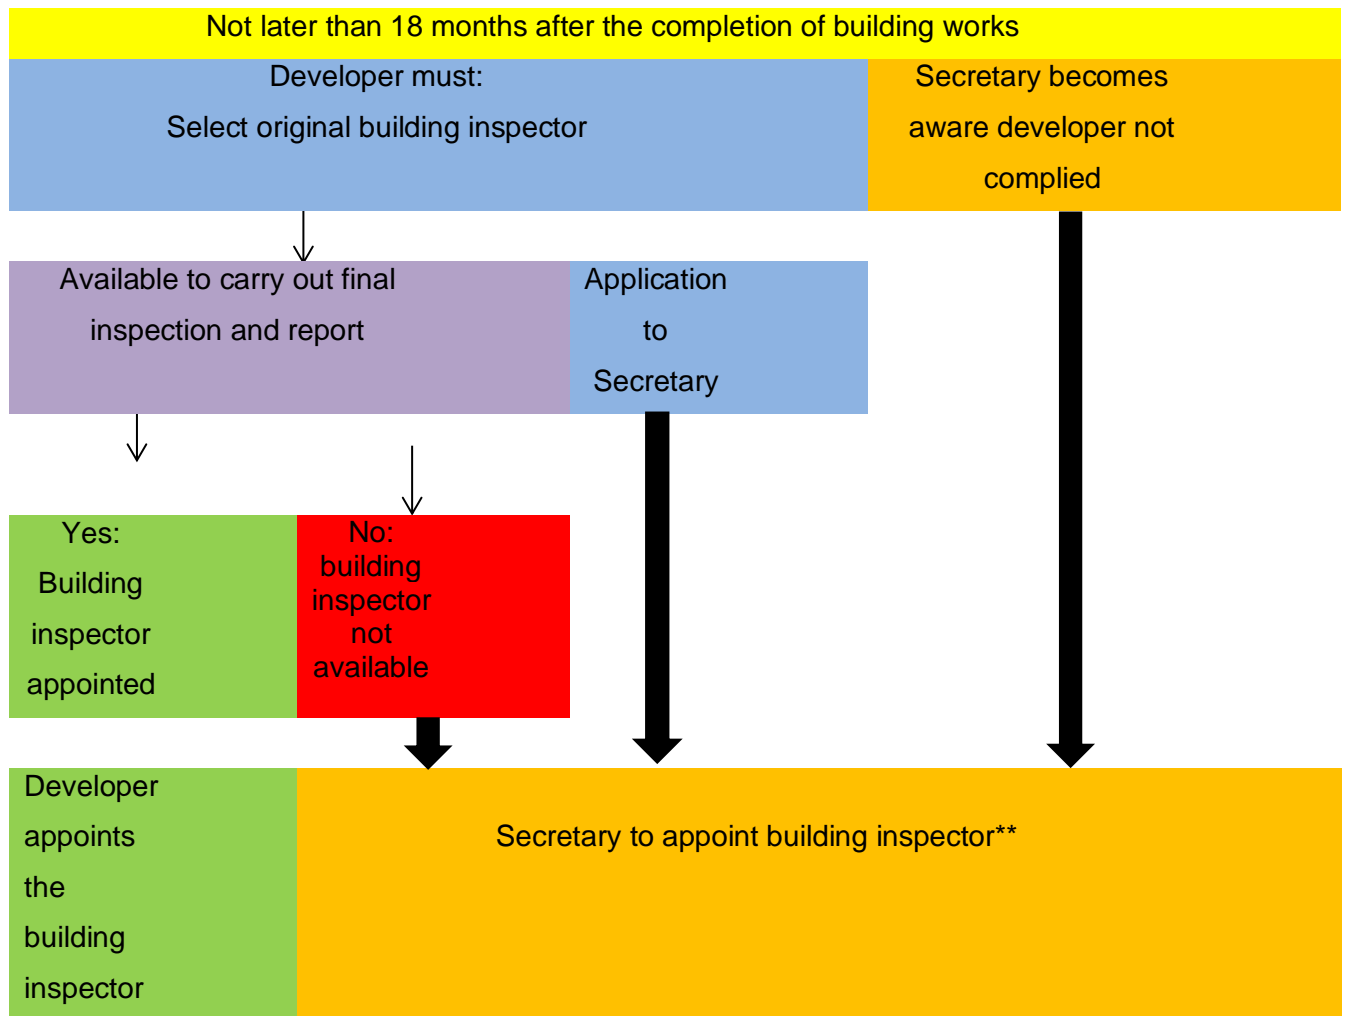 Not later than 18 months after the completion of building works
Developer must:
Select original building inspector
Secretary becomes
aware developer not
complied
Available to carry out final
inspection and report
Application
to
Secretary
Yes:
Building
inspector
appointed
No:
building
inspector
not
available
Developer
appoints
the
building
inspector
Secretary to appoint building inspector**